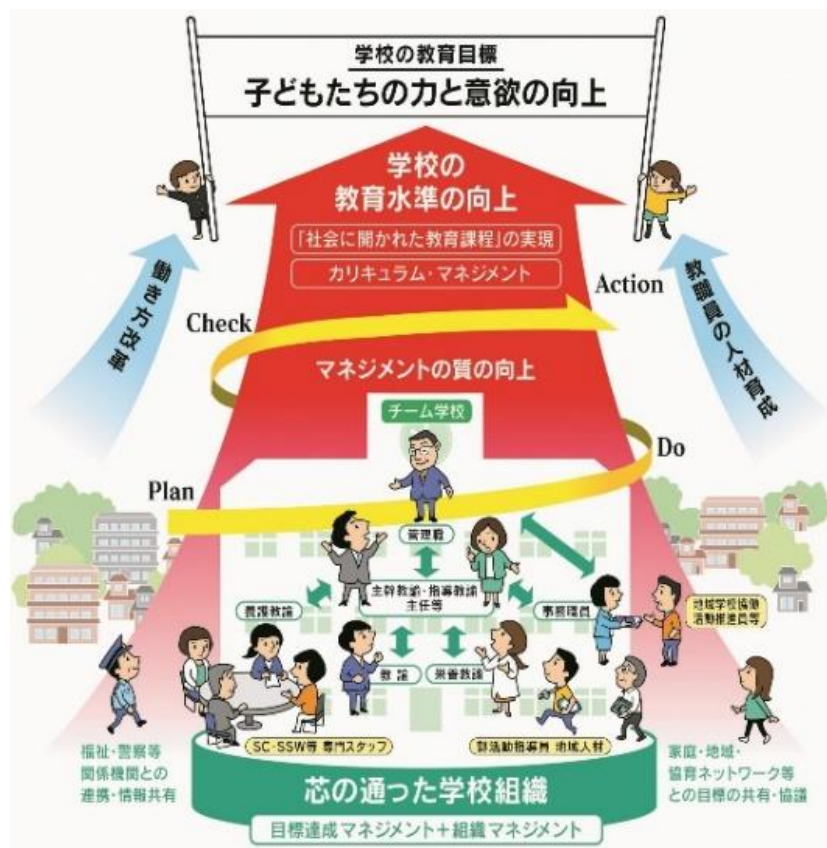 学校の教育目標
子どもたちの力と意欲の向上
学校の
教育水準の向上
「社会に開かれた教育課程」の実現
カリキュラム・マネジメント
働き方改革
教職員の人材育成
Check
Action
マネジメントの質の向上
チーム学校
Plan
Do
管理職
主幹教諭・指導教諭
主任等
養護教諭
事務職員
地域学校協働
活動推進員等
教諭
栄養教諭
SC・SSW等 専門スタッフ
部活動指導員 地域人材
福祉・警察等
関係機関との
連携・情報共有
家庭・地域・
協育ネットワーク等
との目標の共有・協議
芯の通った学校組織
目標達成マネジメント+組織マネジメント